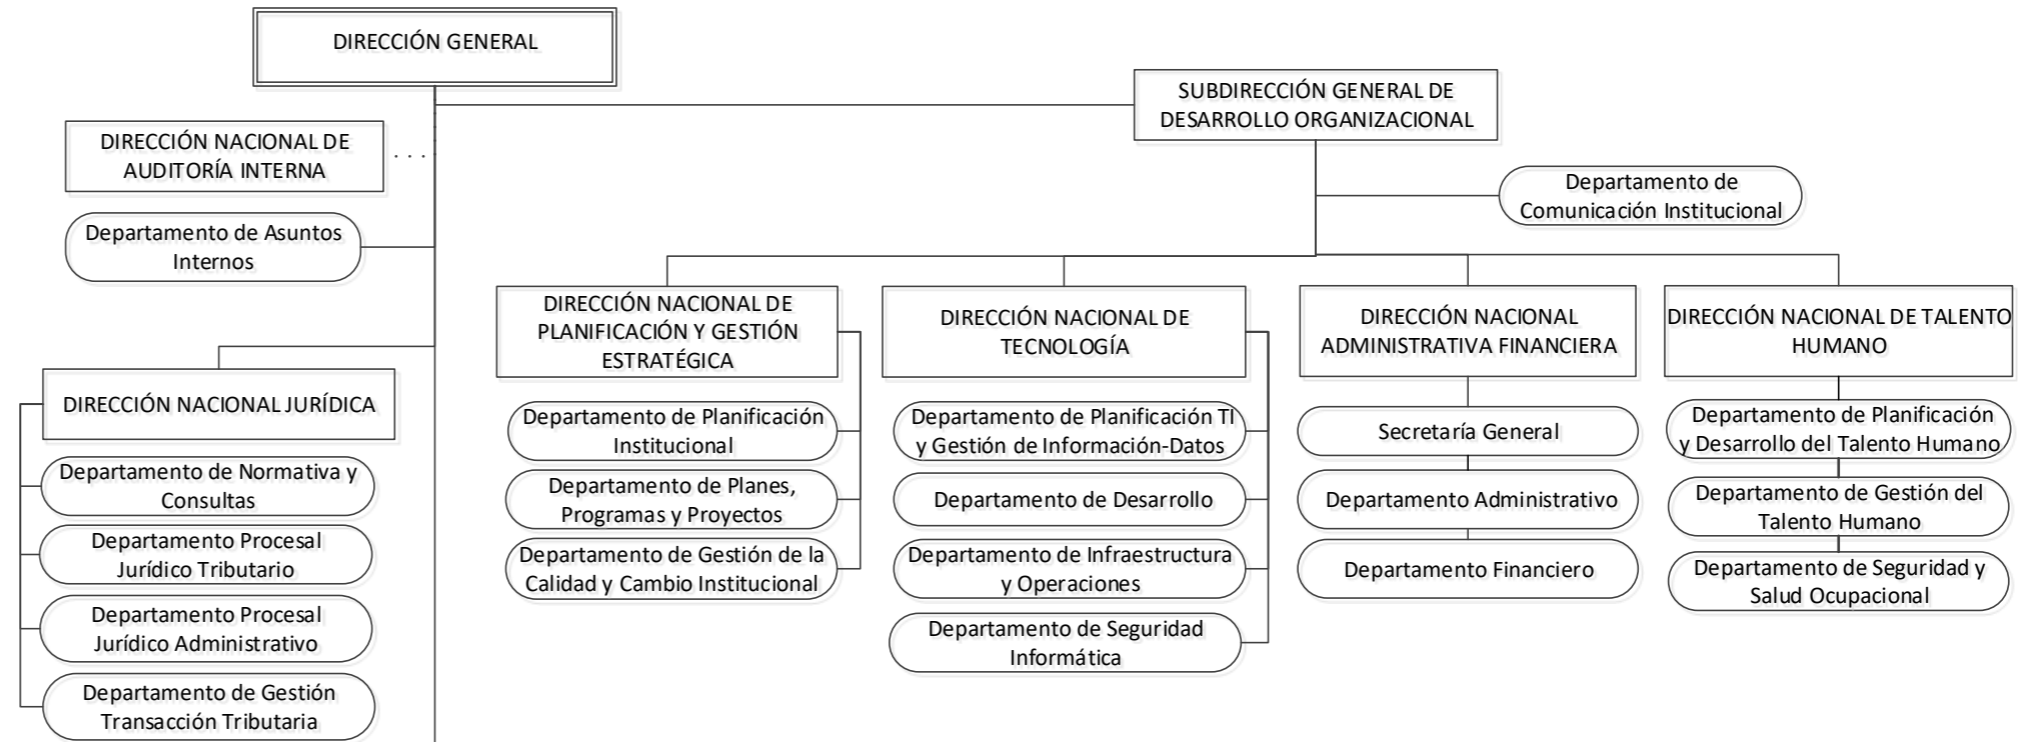 DIRECCIÓN GENERAL
SUBDIRECCIÓN GENERAL DE
DESARROLLO ORGANIZACIONAL
DIRECCIÓN NACIONAL DE
AUDITORÍA INTERNA
Departamento de
Comunicación Institucional
Departamento de Asuntos
Internos
DIRECCIÓN NACIONAL JURÍDICA
Departamento de Normativa y
Consultas
Departamento Procesal
Jurídico Tributario
Departamento Procesal
Jurídico Administrativo
Departamento de Gestión
Transacción Tributaria
DIRECCIÓN NACIONAL DE
PLANIFICACIÓN Y GESTIÓN
ESTRATÉGICA
Departamento de Planificación
Institucional
Departamento de Planes,
Programas y Proyectos
Departamento de Gestión de la
Calidad y Cambio Institucional
DIRECCIÓN NACIONAL DE
TECNOLOGÍA
Departamento de Planificación TI
y Gestión de Información-Datos
Departamento de Desarrollo
Departamento de Infraestructura
y Operaciones
Departamento de Seguridad
Informática
DIRECCIÓN NACIONAL
ADMINISTRATIVA FINANCIERA
Secretaría General
Departamento Administrativo
Departamento Financiero
DIRECCIÓN NACIONAL DE TALENTO
HUMANO
Departamento de Planificación
y Desarrollo del Talento Humano
Departamento de Gestión del
Talento Humano
Departamento de Seguridad y
Salud Ocupacional